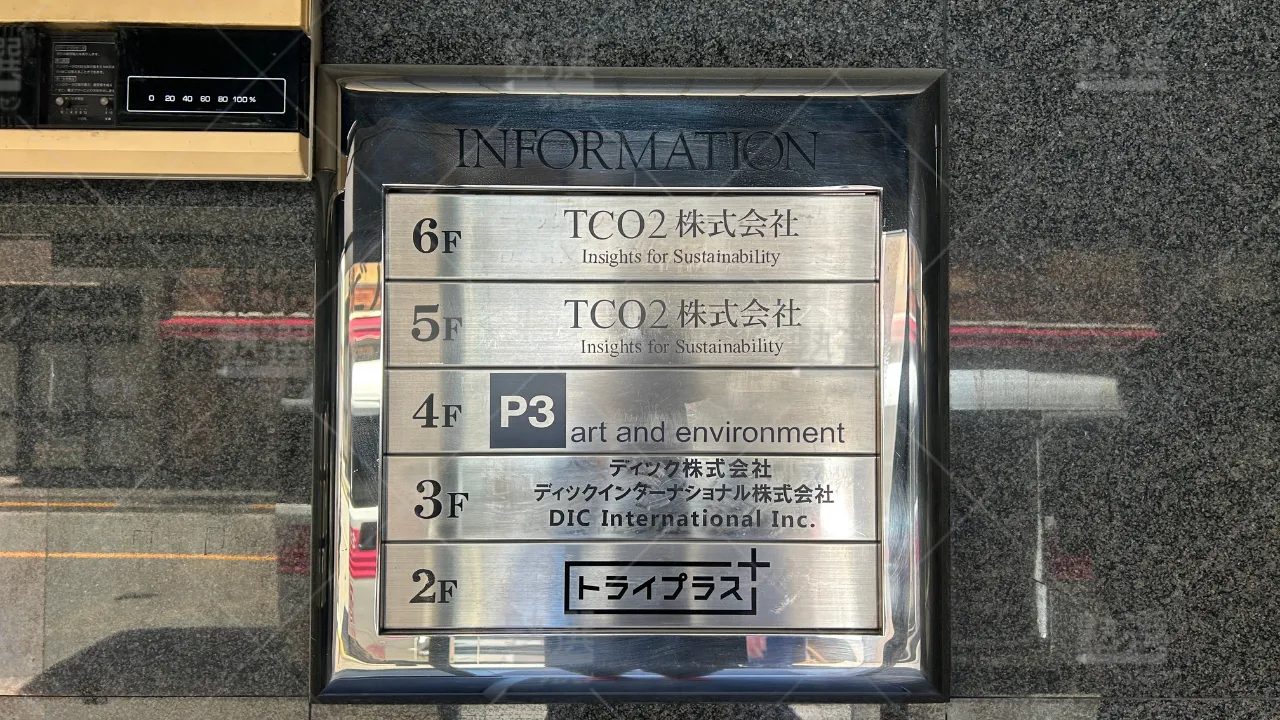 0 20 40 60 80 100%
INFORMATION
6F TCO2 株式会社
Insights for Sustainability
5F TCO2 株式会社
Insights for Sustainability
4F P3 art and environment
ディック株式会社
3F ディックインターナショナル株式会社
DIC International Inc.
2F トライプラス